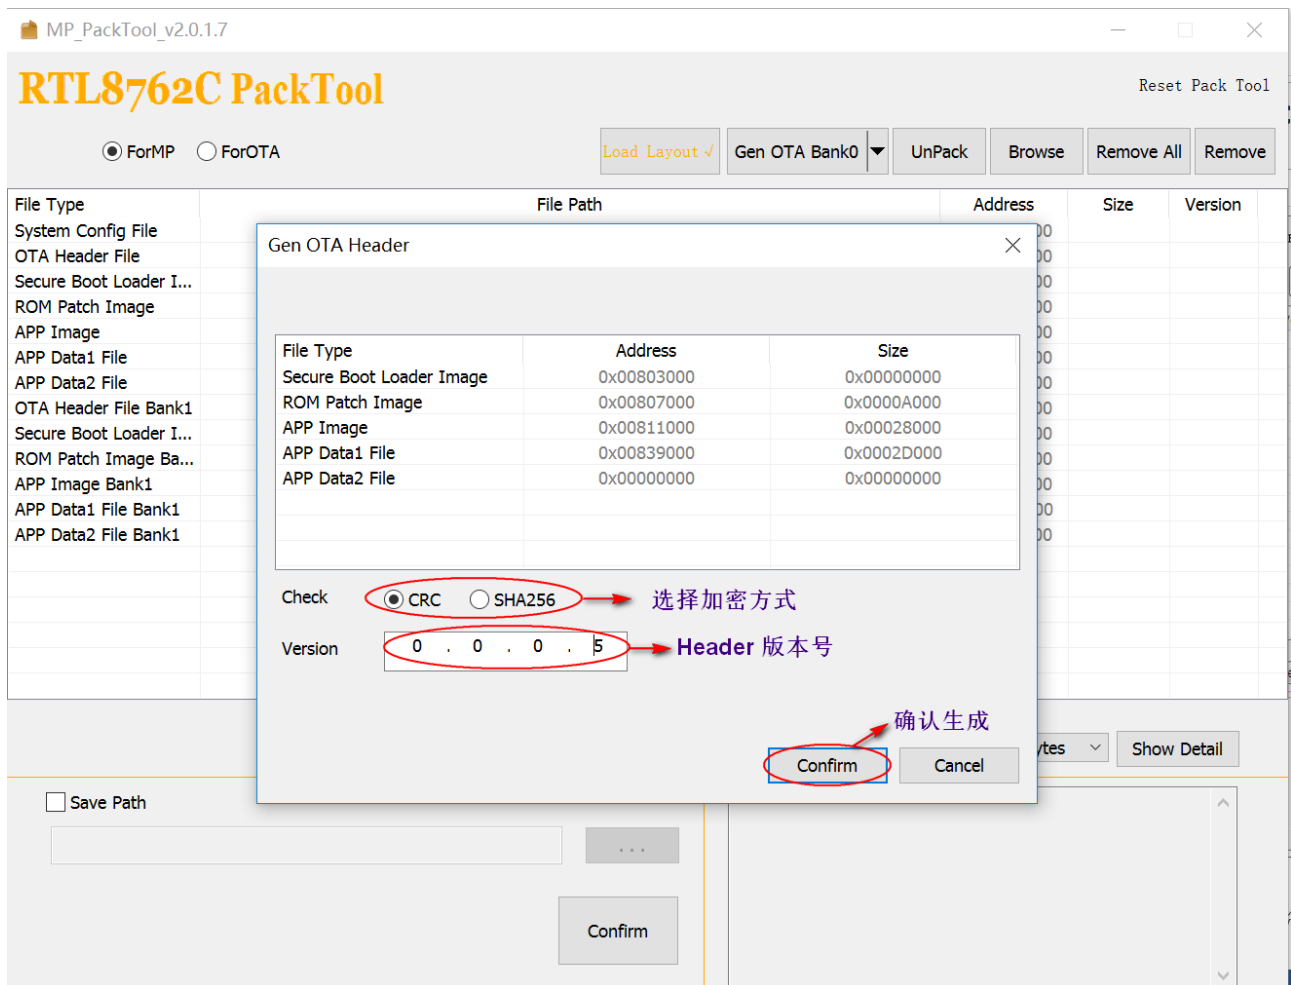 MP_PackTool_v2.0.1.7
RTL8762C PackTool
Reset Pack Tool
ForMP ForOTA Load Layout √ Gen OTA Bank0 UnPack Browse Remove All Remove
File Type File Path Address Size Version
System Config File
OTA Header File
Secure Boot Loader I...
ROM Patch Image
APP Image
APP Data1 File
APP Data2 File
OTA Header File Bank1
Secure Boot Loader I...
ROM Patch Image Ba...
APP Image Bank1
APP Data1 File Bank1
APP Data2 File Bank1
Gen OTA Header
File Type Address Size
Secure Boot Loader Image 0x00803000 0x00000000
ROM Patch Image 0x00807000 0x0000A000
APP Image 0x00811000 0x00028000
APP Data1 File 0x00839000 0x0002D000
APP Data2 File 0x00000000 0x00000000
Check CRC SHA256 选择加密方式
Version 0 . 0 . 0 . 5 Header 版本号
确认生成
Confirm Cancel
Show Detail
Save Path
...
Confirm